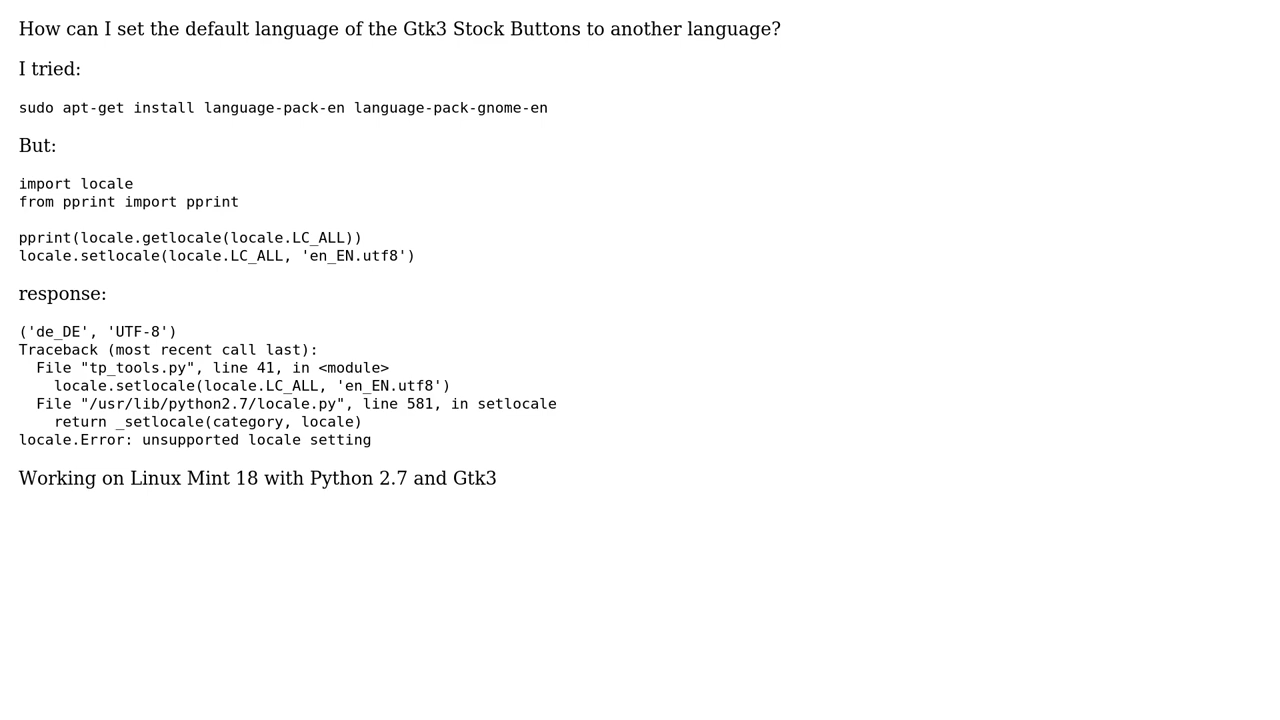 How can I set the default language of the Gtk3 Stock Buttons to another language?
I tried:
sudo apt-get install language-pack-en language-pack-gnome-en
But:
import locale
from pprint import pprint
pprint(locale.getlocale(locale.LC_ALL))
locale.setlocale(locale.LC_ALL, 'en_EN.utf8')
response:
('de_DE', 'UTF-8')
Traceback (most recent call last):
  File "tp_tools.py", line 41, in <module>
    locale.setlocale(locale.LC_ALL, 'en_EN.utf8')
  File "/usr/lib/python2.7/locale.py", line 581, in setlocale
    return _setlocale(category, locale)
locale.Error: unsupported locale setting
Working on Linux Mint 18 with Python 2.7 and Gtk3